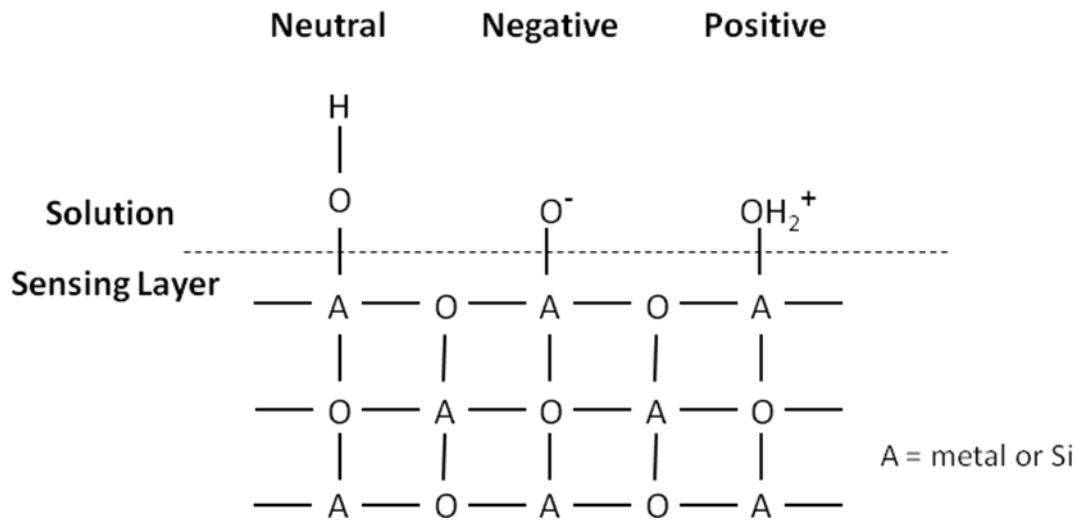 Neutral Negative Positive
H
O O⁻ OH₂⁺
Solution
Sensing Layer
A O A O A
O A O A O
A = metal or Si
A O A O A